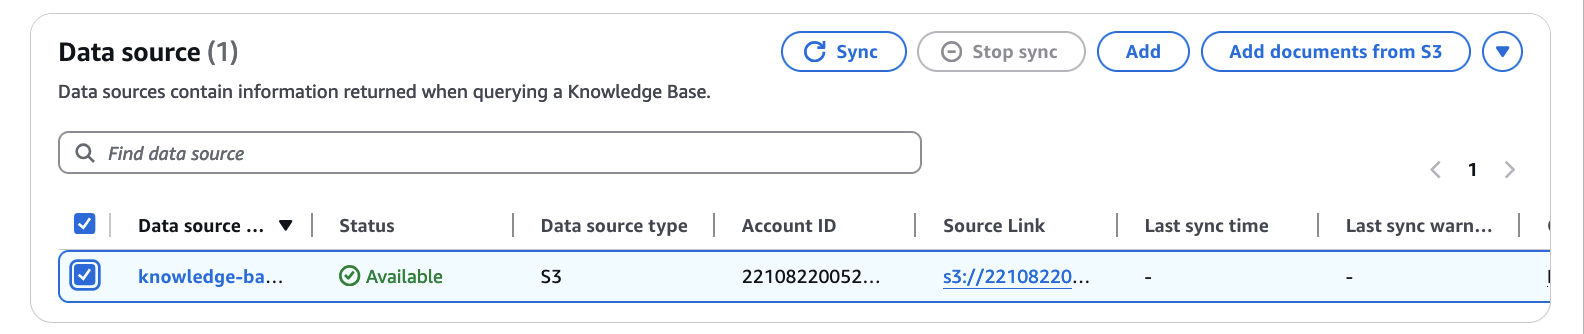 Data source (1)
Sync
Stop sync
Add
Add documents from S3
Data sources contain information returned when querying a Knowledge Base.
Find data source
1
Data source ...
Status
Data source type
Account ID
Source Link
Last sync time
Last sync warn...
knowledge-ba...
Available
S3
22108220052...
s3://22108220...
-
-